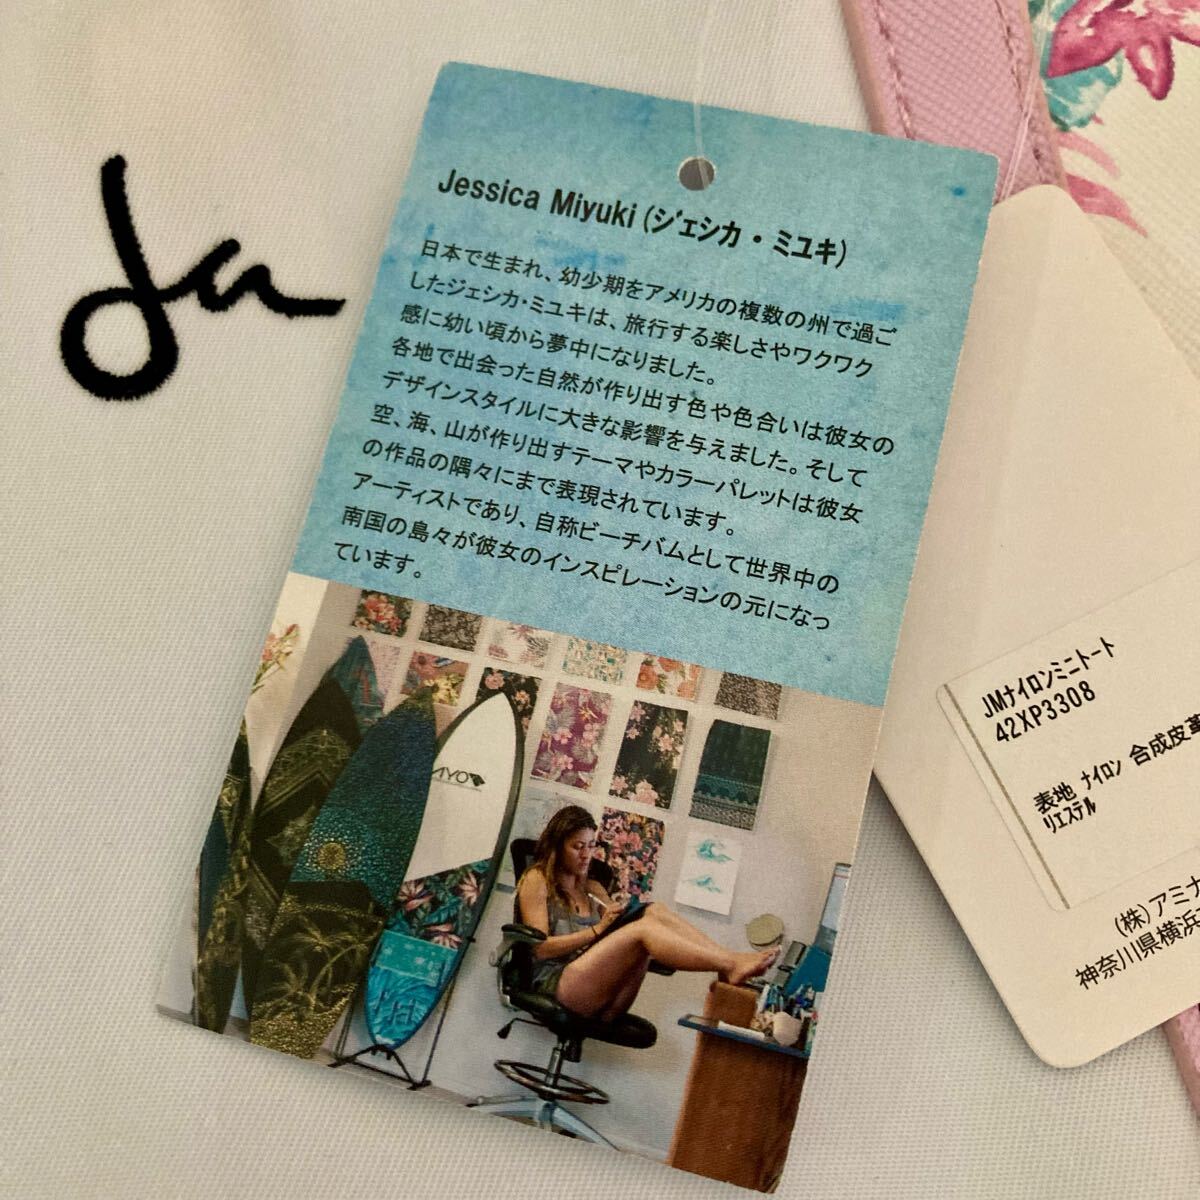 Ja
Jessica Miyuki (ジェシカ・ミユキ)
日本で生まれ、幼少期をアメリカの複数の州で過ご
したジェシカ・ミユキは、旅行する楽しさやワクワク
感に幼い頃から夢中になりました。
各地で出会った自然が作り出す色や色合いは彼女の
デザインスタイルに大きな影響を与えました。そして
空、海、山が作り出すテーマやカラーパレットは彼女
の作品の隅々にまで表現されています。
アーティストであり、自称ビーチバムとして世界中の
南国の島々が彼女のインスピレーションの元になっ
ています。
JMナイロンミニトート
42XP3308
表地 ナイロン 合成皮革
リエステル
(株)アミナ
神奈川県横浜